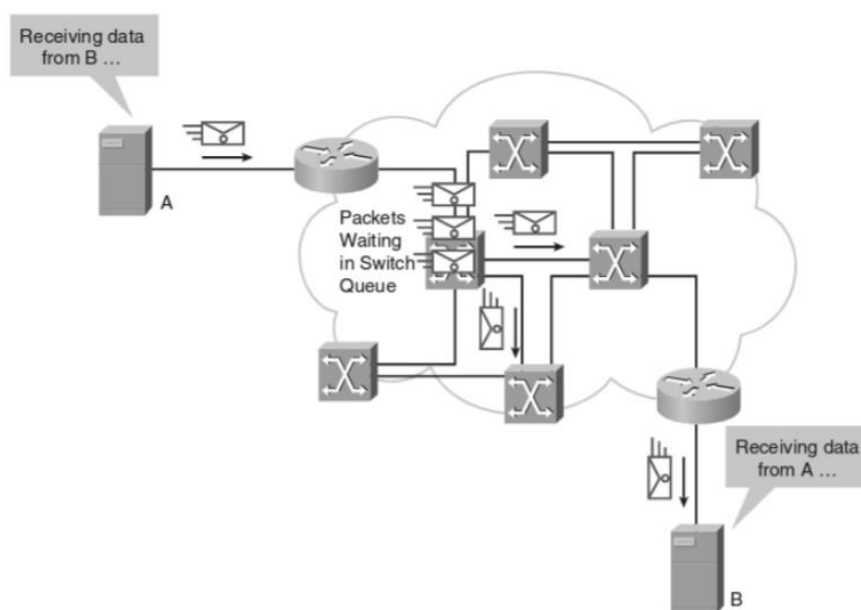 Receiving data
from B ...
A
Packets
Waiting
in Switch
Queue
Receiving data
from A ...
B